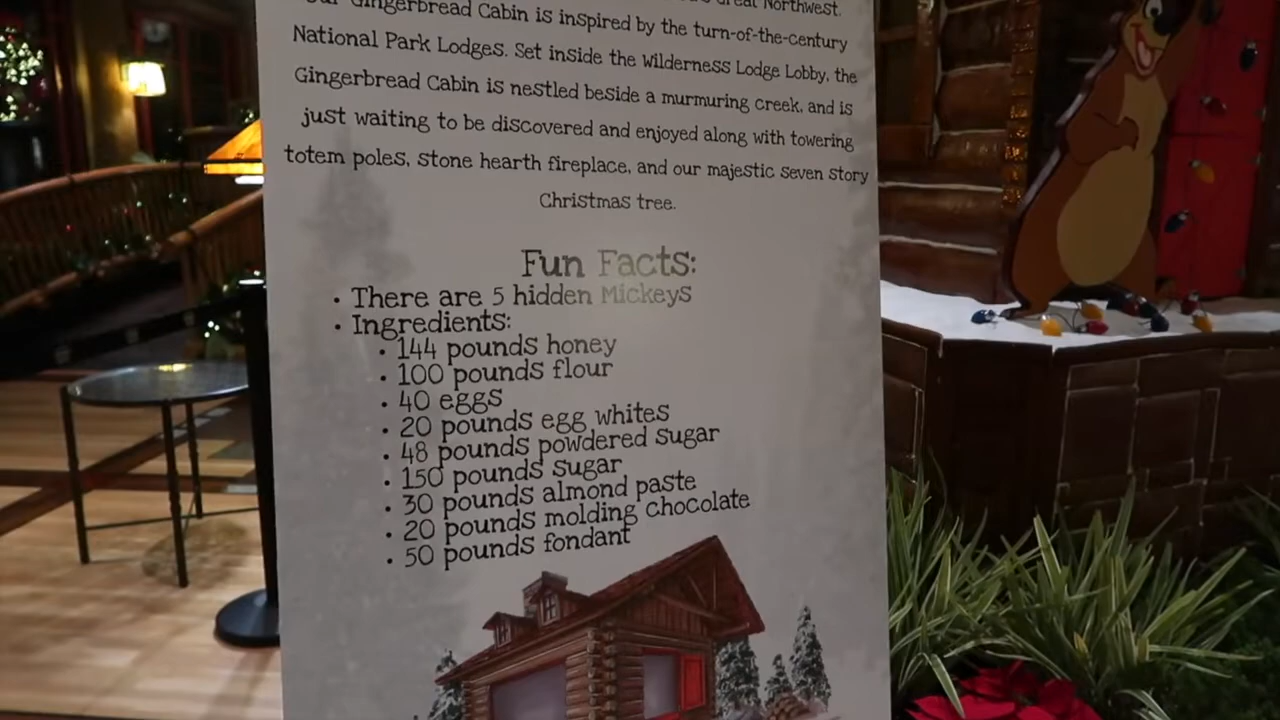 Great Northwest.
Gingerbread Cabin is inspired by the turn-of-the-century
National Park Lodges. Set inside the Wilderness Lodge Lobby, the
Gingerbread Cabin is nestled beside a murmuring creek, and is
just waiting to be discovered and enjoyed along with towering
totem poles, stone hearth fireplace, and our majestic seven story
Christmas tree.
Fun Facts:
• There are 5 hidden Mickeys
• Ingredients:
• 144 pounds honey
• 100 pounds flour
• 40 eggs
• 20 pounds egg whites
• 48 pounds powdered sugar
• 150 pounds sugar
• 30 pounds almond paste
• 20 pounds molding chocolate
• 50 pounds fondant